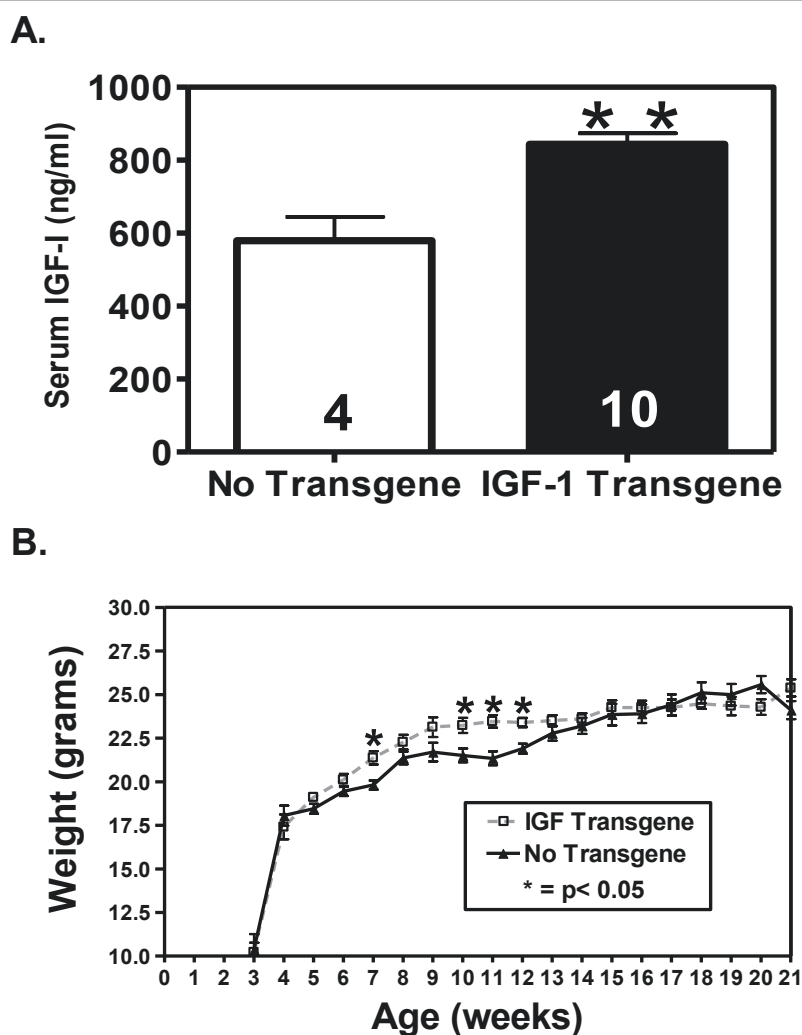 A.
Serum IGF-I (ng/ml)
1000
800
600
400
200
0
* *
4
10
No Transgene IGF-1 Transgene
B.
Weight (grams)
30.0
27.5
25.0
22.5
20.0
17.5
15.0
12.5
10.0
* * * *
IGF Transgene
No Transgene
* = p< 0.05
0 1 2 3 4 5 6 7 8 9 10 11 12 13 14 15 16 17 18 19 20 21
Age (weeks)